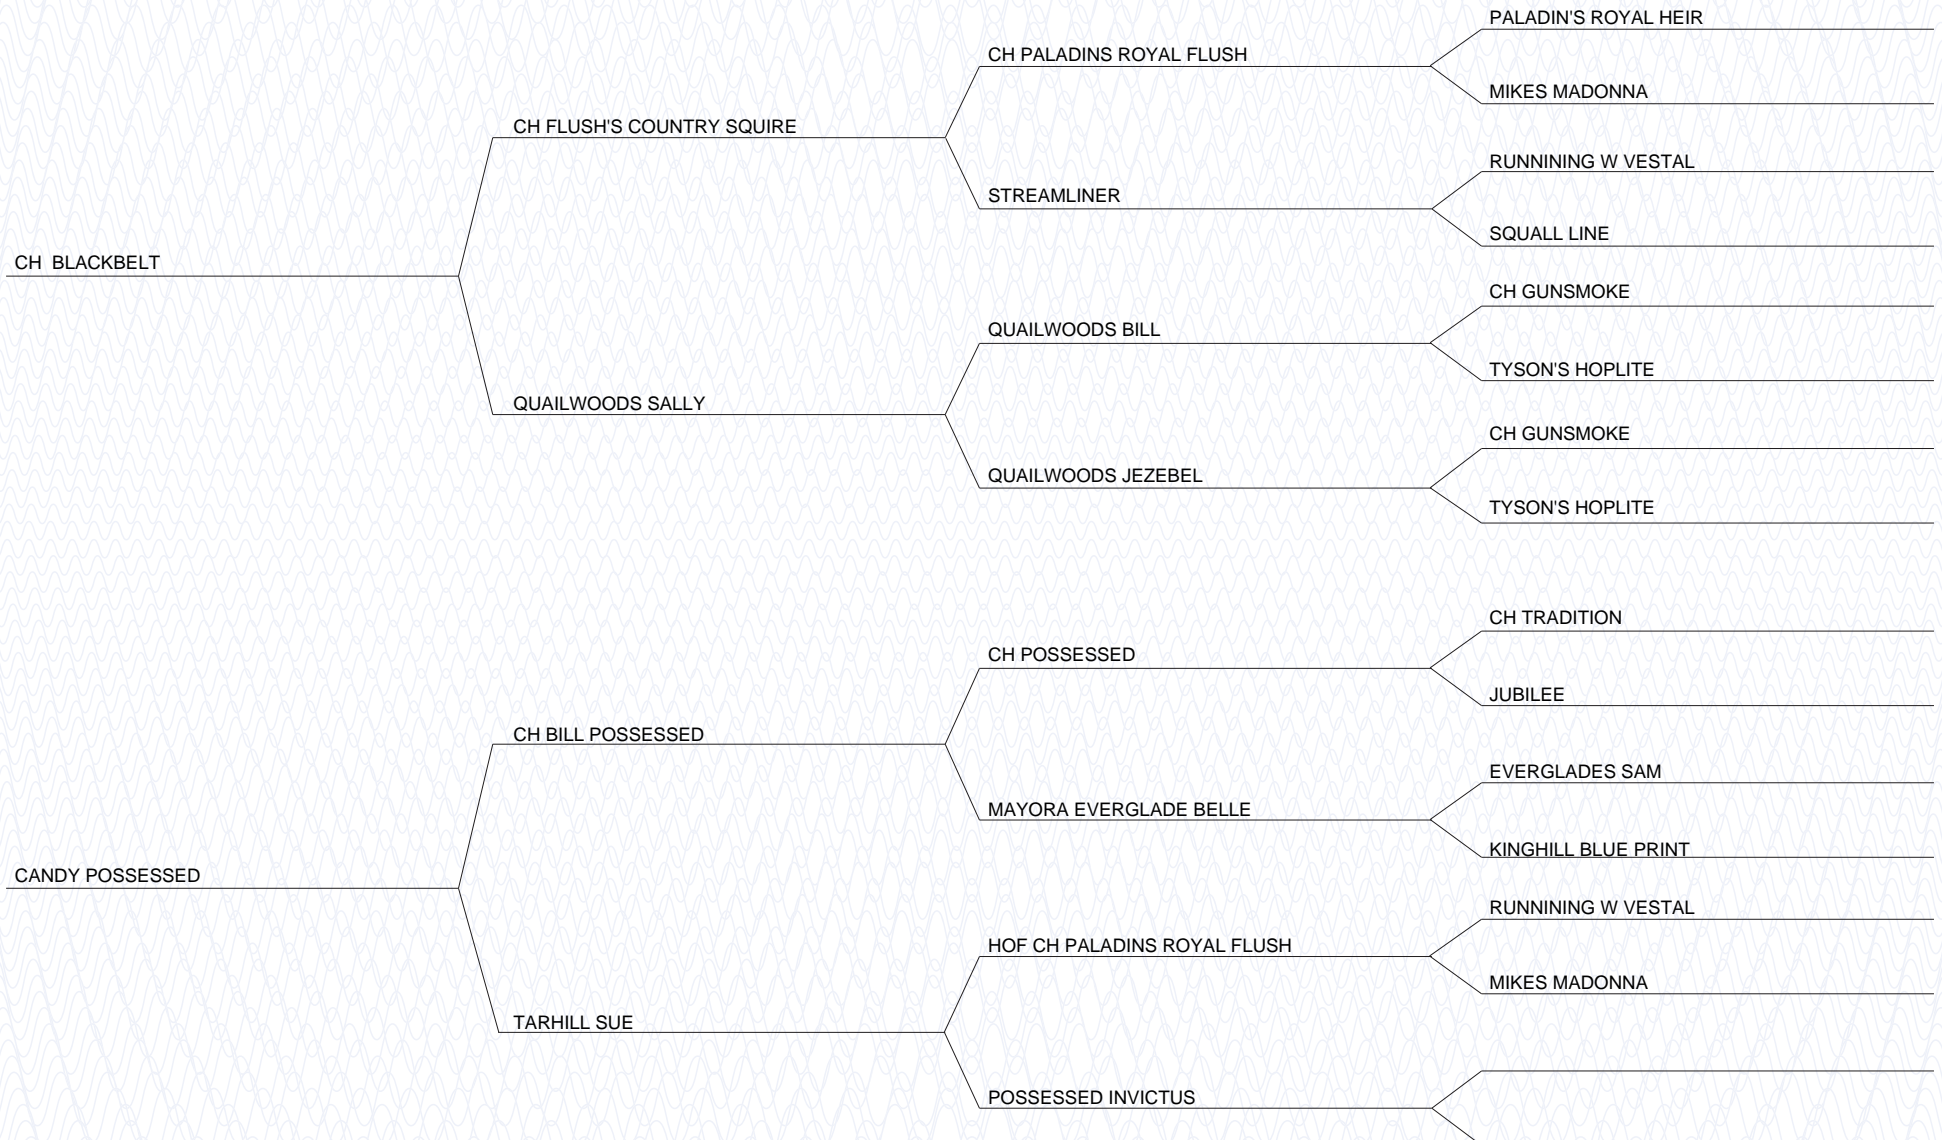 PALADIN'S ROYAL HEIR
CH PALADINS ROYAL FLUSH
MIKES MADONNA
CH FLUSH'S COUNTRY SQUIRE
RUNNINING W VESTAL
STREAMLINER
SQUALL LINE
CH BLACKBELT
CH GUNSMOKE
QUAILWOODS BILL
TYSON'S HOPLITE
QUAILWOODS SALLY
CH GUNSMOKE
QUAILWOODS JEZEBEL
TYSON'S HOPLITE
CH TRADITION
CH POSSESSED
JUBILEE
CH BILL POSSESSED
EVERGLADES SAM
MAYORA EVERGLADE BELLE
KINGHILL BLUE PRINT
CANDY POSSESSED
RUNNINING W VESTAL
HOF CH PALADINS ROYAL FLUSH
MIKES MADONNA
TARHILL SUE
POSSESSED INVICTUS